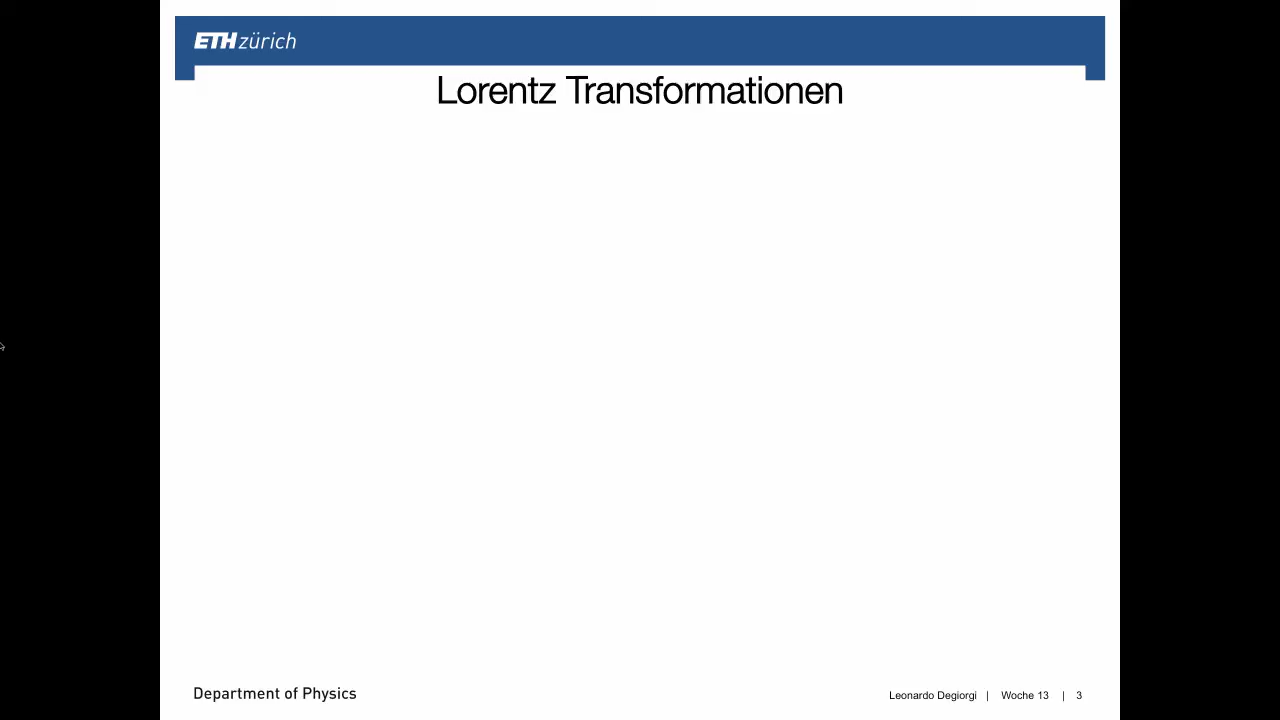 ETH zürich
Lorentz Transformationen
Department of Physics
Leonardo Degiorgi | Woche 13 | 3